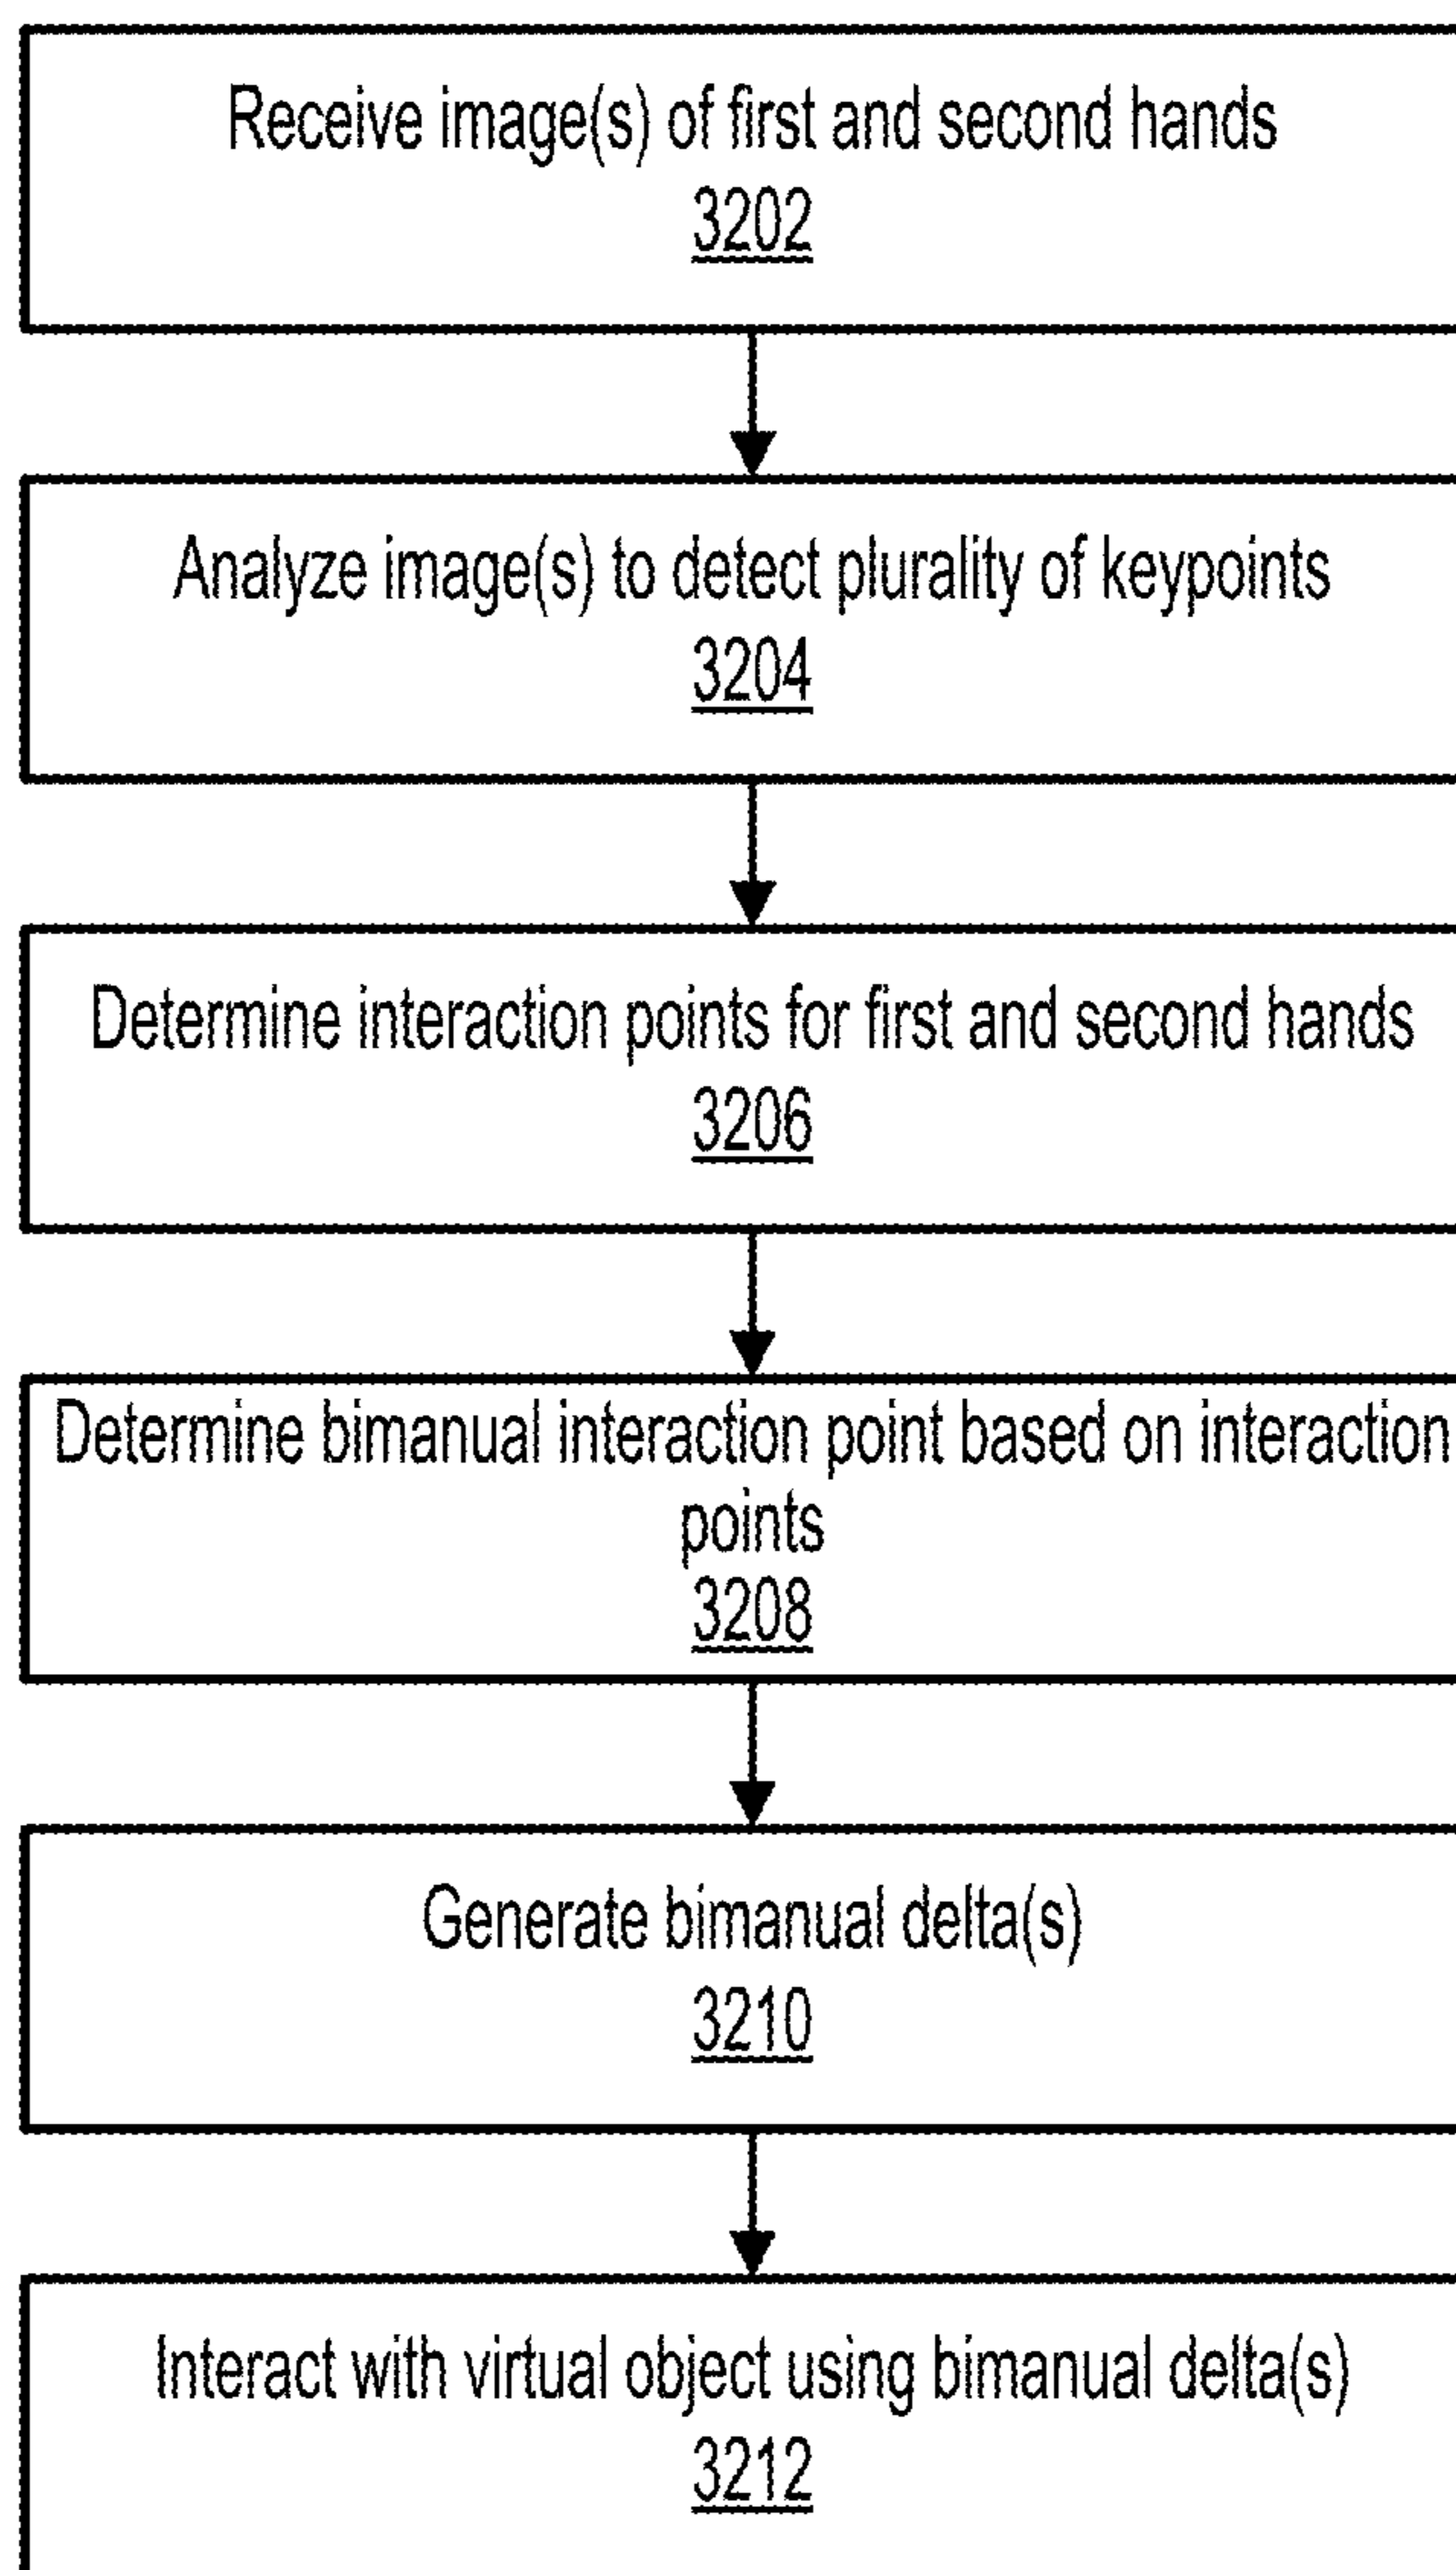 Receive image(s) of first and second hands
3202
Analyze image(s) to detect plurality of keypoints
3204
Determine interaction points for first and second hands
3206
Determine bimanual interaction point based on interaction
points
3208
Generate bimanual delta(s)
3210
Interact with virtual object using bimanual delta(s)
3212